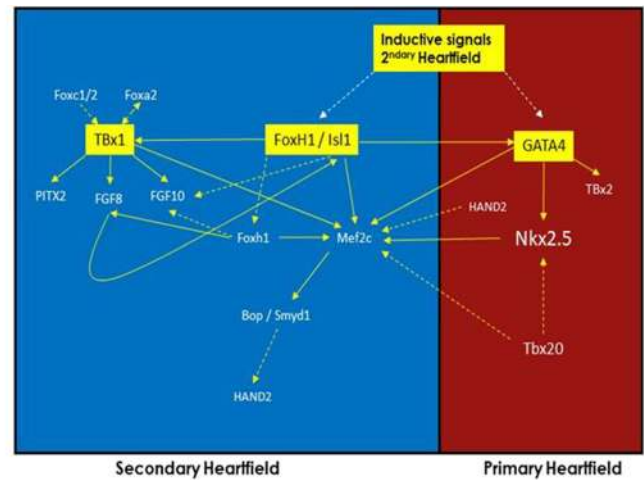 Inductive signals
2ndary Heartfield
Foxc1/2
Foxa2
TBx1
FoxH1 / Isl1
GATA4
PITX2
FGF8
FGF10
TBx2
HAND2
Foxh1
Mef2c
Nkx2.5
Bop / Smyd1
Tbx20
HAND2
Secondary Heartfield
Primary Heartfield